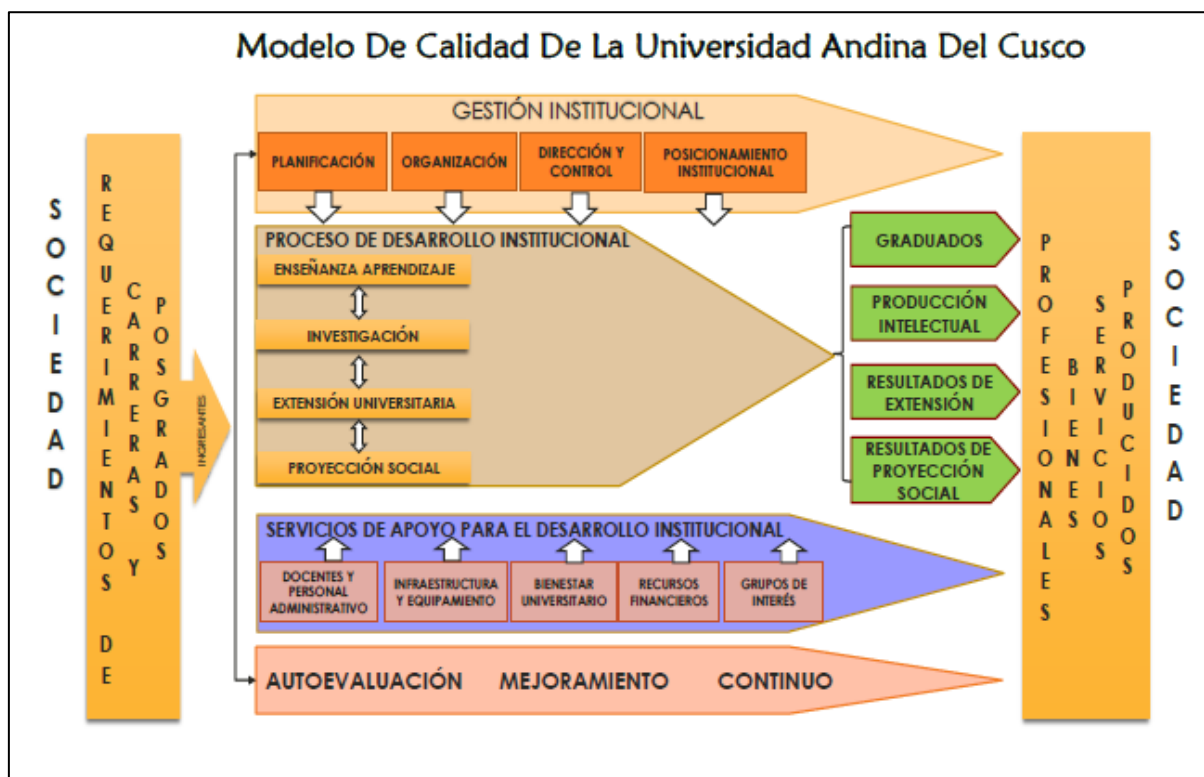 Modelo De Calidad De La Universidad Andina Del Cusco
SOCIEDAD
REQUERIMIENTOS DE
CARRERAS Y
POSGRADOS
INGRESANTES
GESTIÓN INSTITUCIONAL
PLANIFICACIÓN
ORGANIZACIÓN
DIRECCIÓN Y
CONTROL
POSICIONAMIENTO
INSTITUCIONAL
PROCESO DE DESARROLLO INSTITUCIONAL
ENSEÑANZA APRENDIZAJE
INVESTIGACIÓN
EXTENSIÓN UNIVERSITARIA
PROYECCIÓN SOCIAL
GRADUADOS
PRODUCCIÓN
INTELECTUAL
RESULTADOS DE
EXTENSIÓN
RESULTADOS DE
PROYECCIÓN
SOCIAL
SERVICIOS DE APOYO PARA EL DESARROLLO INSTITUCIONAL
DOCENTES Y
PERSONAL
ADMINISTRATIVO
INFRAESTRUCTURA
Y EQUIPAMIENTO
BIENESTAR
UNIVERSITARIO
RECURSOS
FINANCIEROS
GRUPOS DE
INTERÉS
AUTOEVALUACIÓN MEJORAMIENTO CONTINUO
PROFESIONALES
BIENES
SERVICIOS
PRODUCIDOS
SOCIEDAD